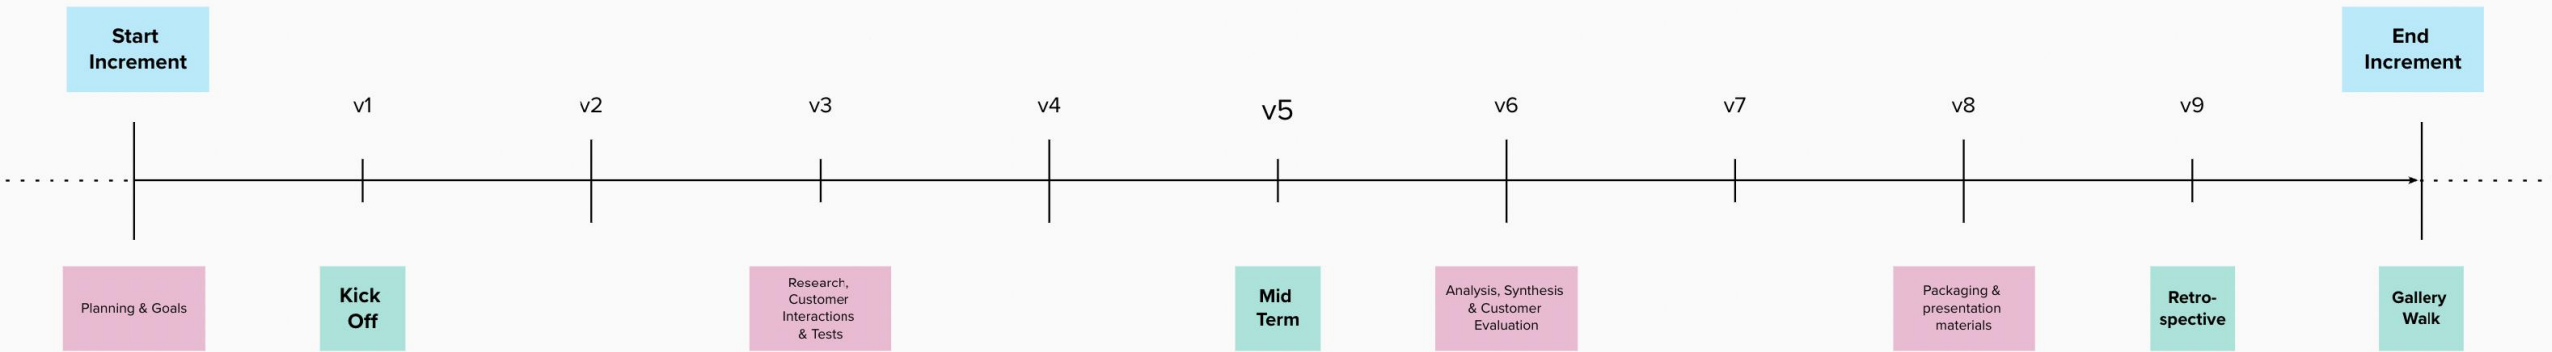 Start
Increment
End
Increment
v1
v2
v3
v4
v5
v6
v7
v8
v9
Planning & Goals
Kick
Off
Research,
Customer
Interactions
& Tests
Mid
Term
Analysis, Synthesis
& Customer
Evaluation
Packaging &
presentation
materials
Retro-
spective
Gallery
Walk